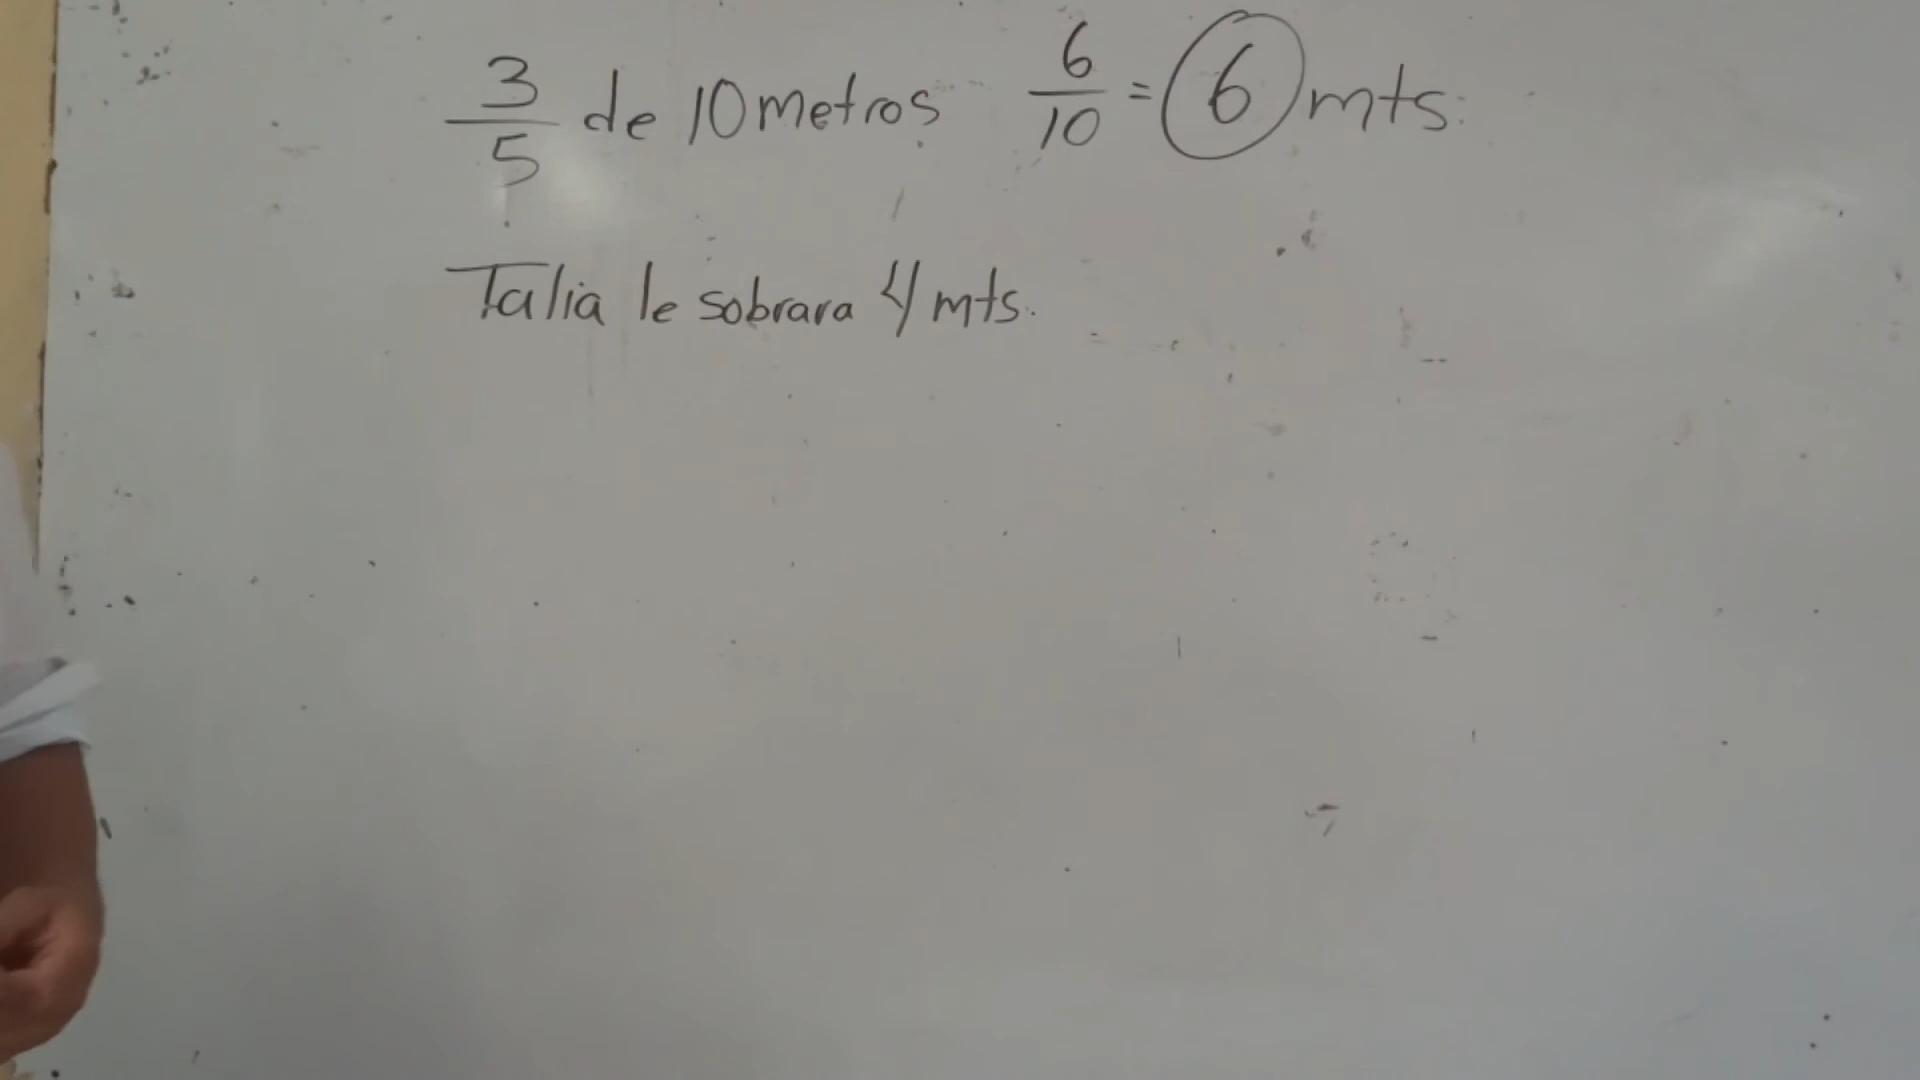 3/5 de 10 metros 6/10 = 6 mts.
Talia le sobrara 4 mts.